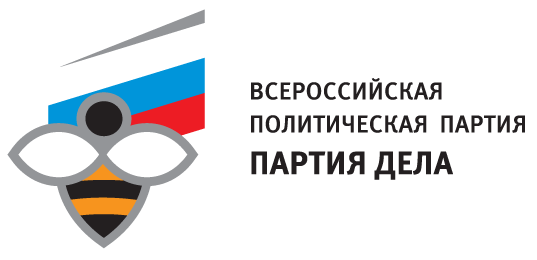 ВСЕРОССИЙСКАЯ
ПОЛИТИЧЕСКАЯ ПАРТИЯ
ПАРТИЯ ДЕЛА